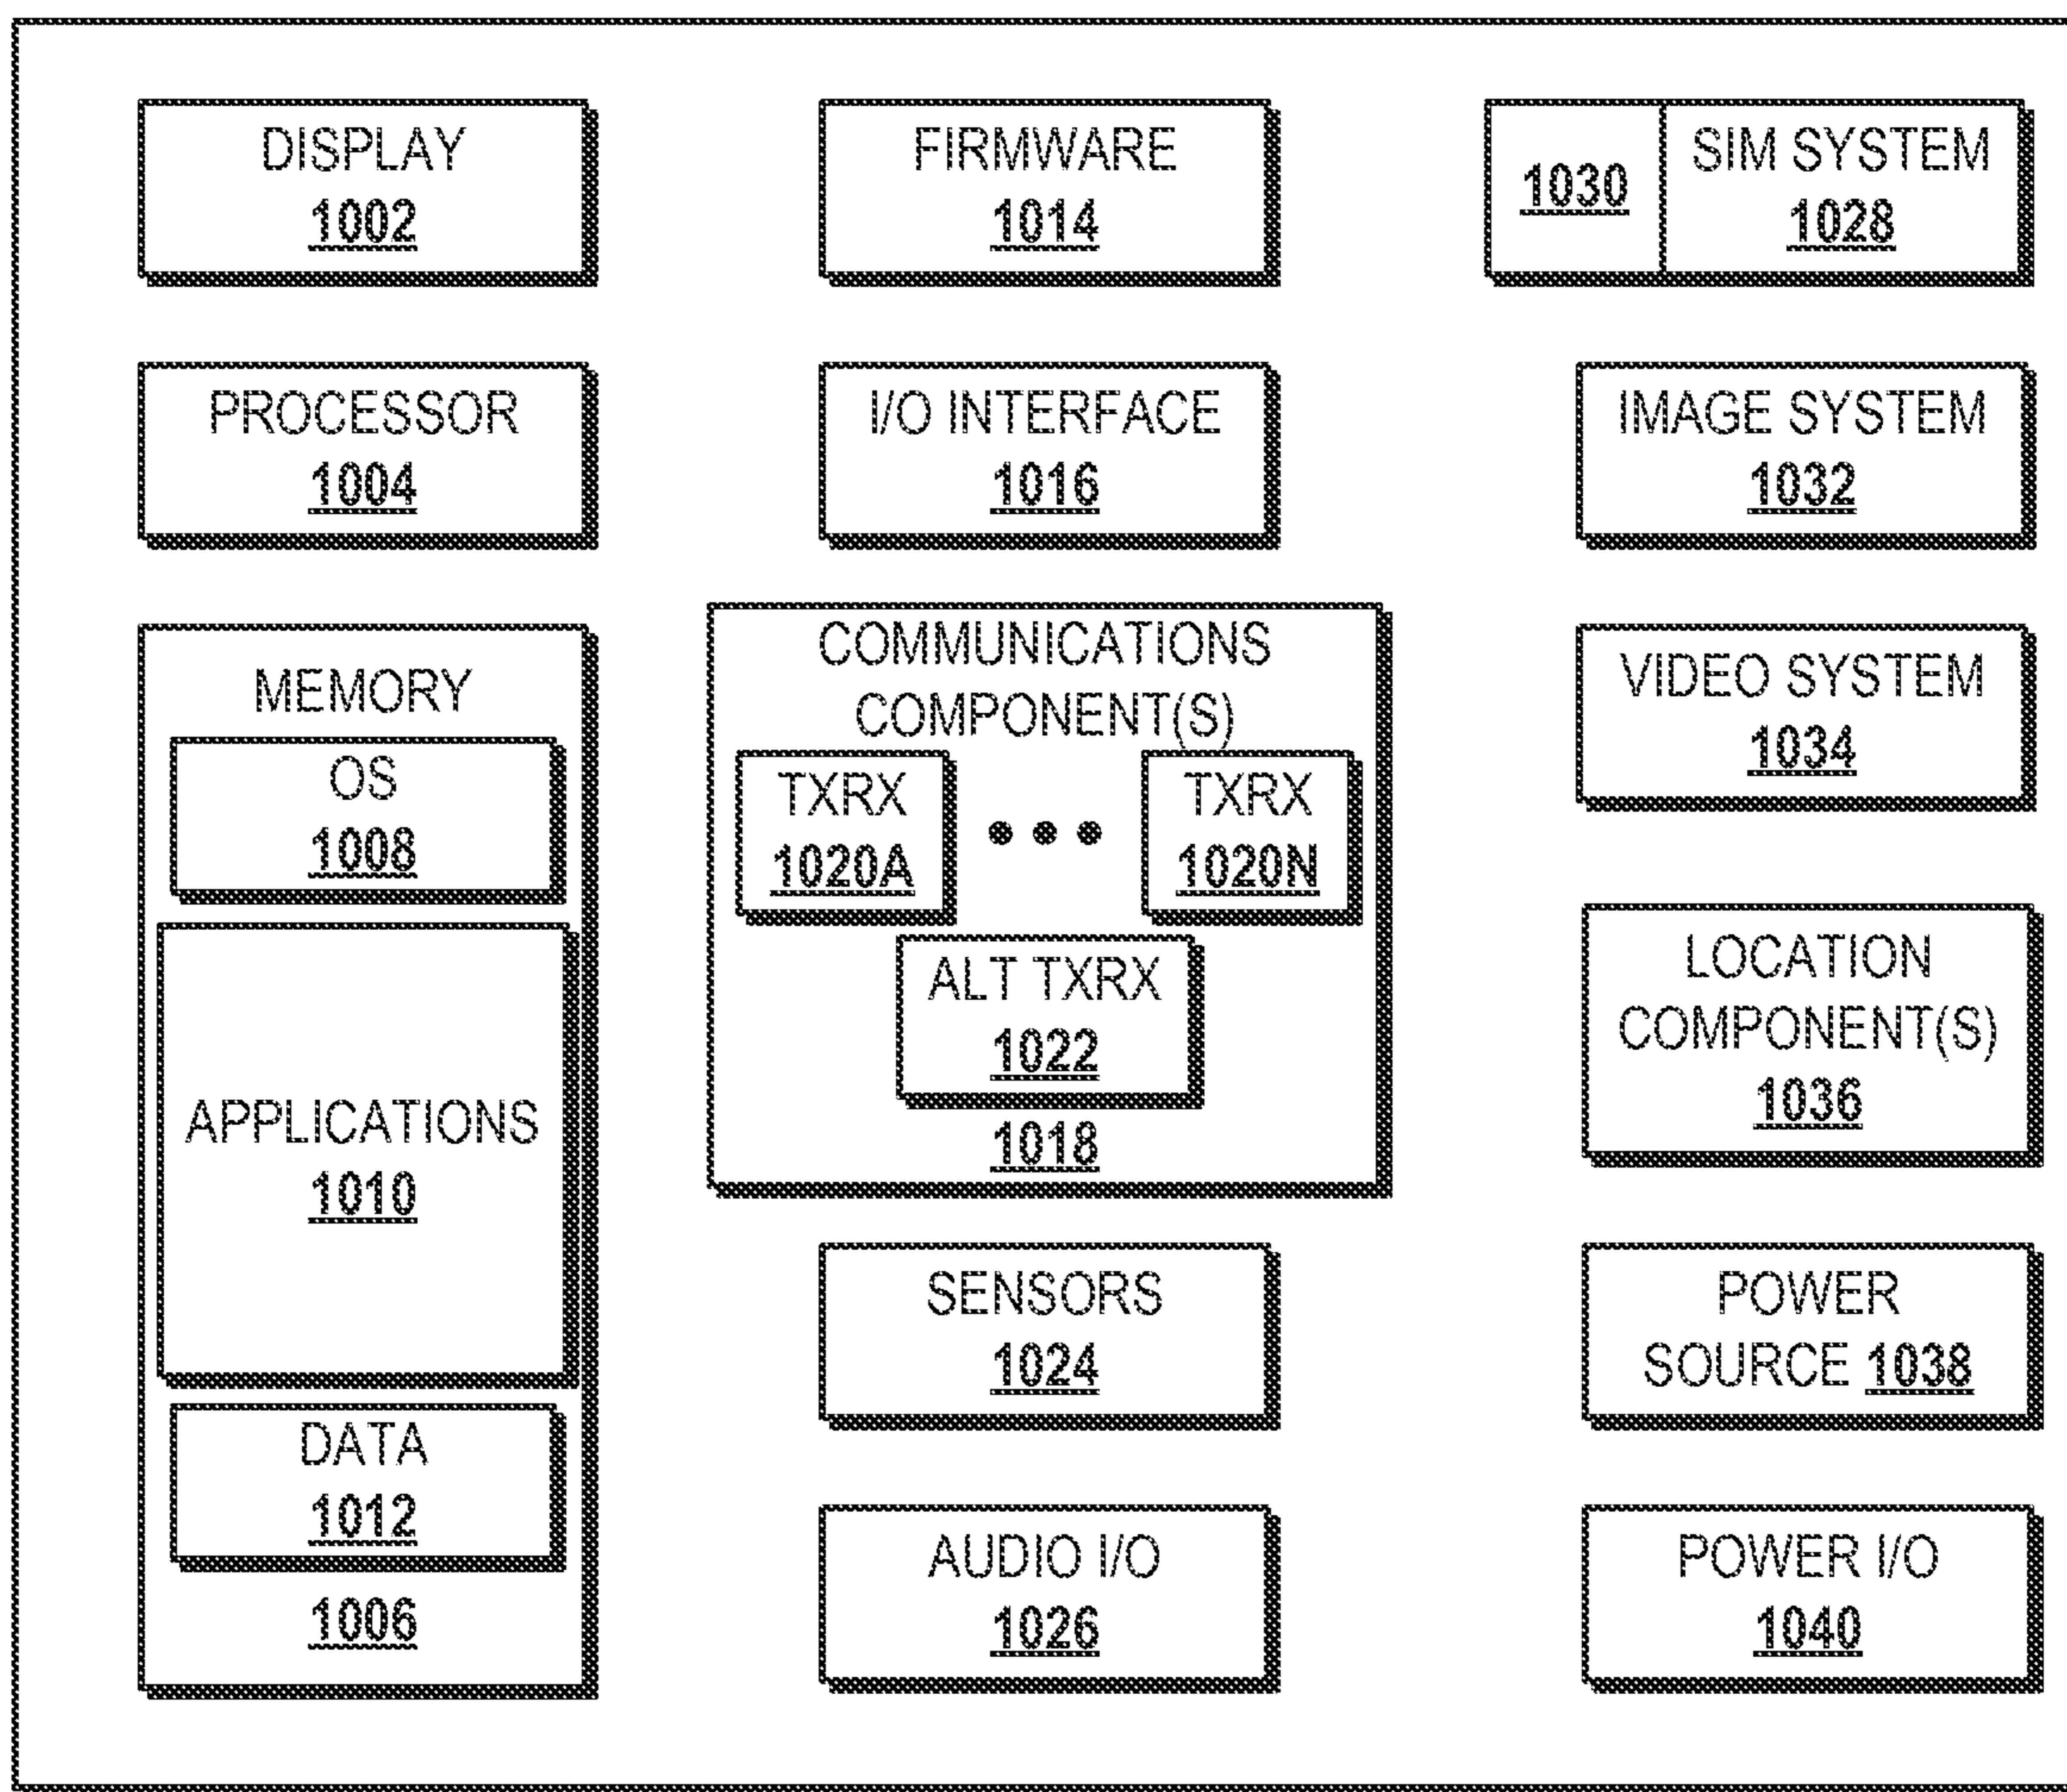 DISPLAY
1002
PROCESSOR
1004
MEMORY
OS
1008
APPLICATIONS
1010
DATA
1012
1006
FIRMWARE
1014
I/O INTERFACE
1016
COMMUNICATIONS
COMPONENT(S)
TXRX
1020A
TXRX
1020N
ALT TXRX
1022
1018
SENSORS
1024
AUDIO I/O
1026
1030
SIM SYSTEM
1028
IMAGE SYSTEM
1032
VIDEO SYSTEM
1034
LOCATION
COMPONENT(S)
1036
POWER
SOURCE 1038
POWER I/O
1040